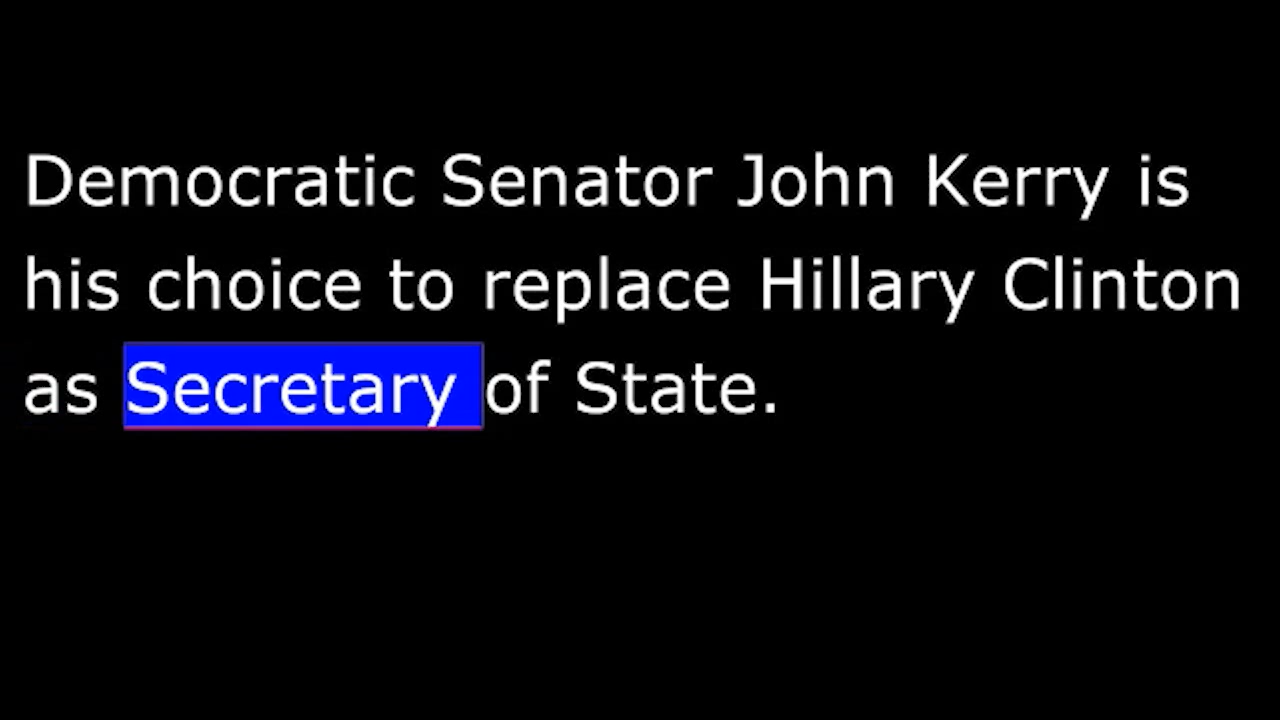 Democratic Senator John Kerry is
his choice to replace Hillary Clinton
as Secretary of State.